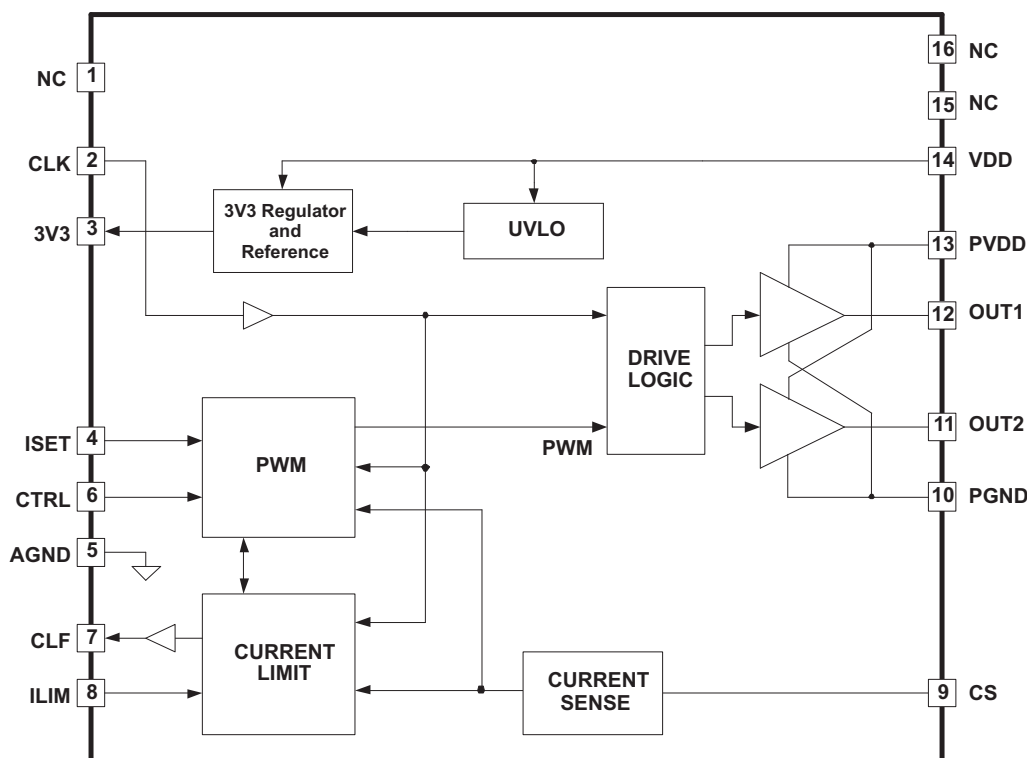 16 NC
NC 1
15 NC
CLK 2
14 VDD
3V3 3
3V3 Regulator
and
Reference
UVLO
13 PVDD
12 OUT1
DRIVE
LOGIC
ISET 4
PWM
PWM
11 OUT2
CTRL 6
10 PGND
AGND 5
CLF 7
CURRENT
LIMIT
ILIM 8
CURRENT
SENSE
9 CS